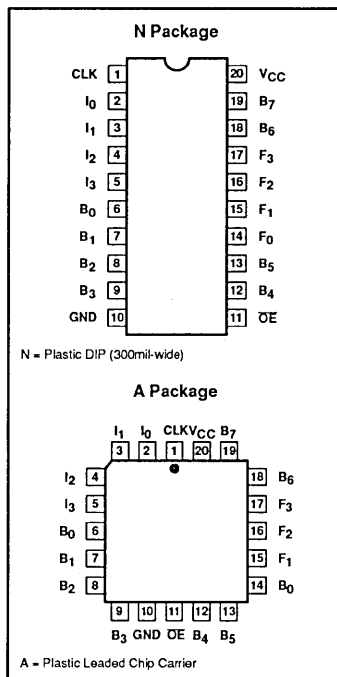 N Package
CLK 1 20 VCC
I0 2 19 B7
I1 3 18 B6
I2 4 17 F3
I3 5 16 F2
B0 6 15 F1
B1 7 14 F0
B2 8 13 B5
B3 9 12 B4
GND 10 11 OE
N = Plastic DIP (300mil-wide)
A Package
I1 I0 CLK VCC B7
3 2 1 20 19
I2 4 18 B6
I3 5 17 F3
B0 6 16 F2
B1 7 15 F1
B2 8 14 B0
9 10 11 12 13
B3 GND OE B4 B5
A = Plastic Leaded Chip Carrier